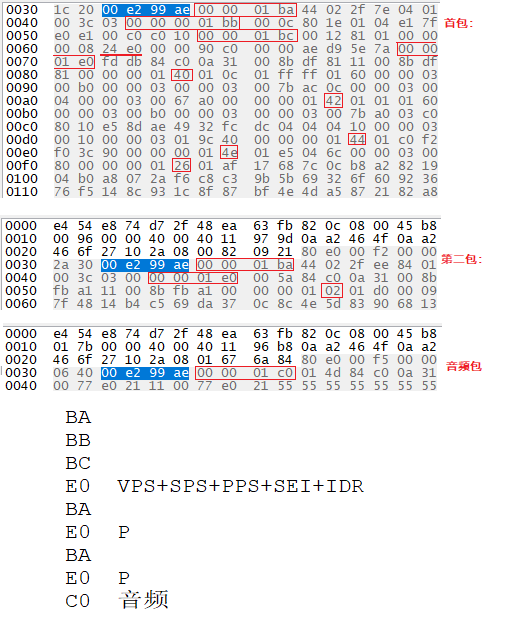 0030 1c 20 00 e2 99 ae 00 00 01 ba 44 02 2f 7e 04 01
0040 00 3c 03 00 00 00 01 bb 00 0c 80 1e 01 04 e1 7f
首包:
0050 e0 e1 00 c0 c0 10 00 00 01 bc 00 12 81 01 00 00
0060 00 08 24 e0 00 00 90 c0 00 00 ae d9 5e 7a 00 00
0070 01 e0 fd db 84 c0 0a 31 00 8b df 81 11 00 8b df
0080 81 00 00 00 01 40 01 0c 01 ff ff 01 60 00 00 03
0090 00 b0 00 00 03 00 00 03 00 7b ac 0c 00 00 03 00
00a0 04 00 00 03 00 67 a0 00 00 00 01 42 01 01 01 60
00b0 00 00 03 00 b0 00 00 03 00 00 03 00 7b a0 03 c0
00c0 80 10 e5 8d ae 49 32 fc dc 04 04 04 10 00 00 03
00d0 00 10 00 00 03 01 9c 40 00 00 00 01 44 01 c0 f2
00e0 f0 3c 90 00 00 00 01 4e 01 e5 04 6c 00 00 03 00
00f0 80 00 00 00 01 26 01 af 17 68 7c 0c b8 a2 82 19
0100 04 b0 a8 07 2a f6 c8 c3 9b 5b 69 32 6f 60 92 36
0110 76 f5 14 8c 93 1c 8f 87 bf 4e 4d a5 87 21 82 a8
0000 e4 54 e8 74 d7 2f 48 ea 63 fb 82 0c 08 00 45 b8
0010 00 96 00 00 40 00 40 11 97 9d 0a a2 46 4f 0a a2
0020 46 6f 27 10 2a 08 00 82 09 21 80 e0 00 f2 00 00
0030 2a 30 00 e2 99 ae 00 00 01 ba 44 02 2f ee 84 01
第二包:
0040 00 3c 03 00 00 00 01 e0 00 5a 84 c0 0a 31 00 8b
0050 fb a1 11 00 8b fb a1 00 00 00 01 02 01 d0 00 09
0060 7f 48 14 b4 c5 69 da 37 0c 8c 4e 5d 83 90 68 13
0000 e4 54 e8 74 d7 2f 48 ea 63 fb 82 0c 08 00 45 b8
0010 01 7b 00 00 40 00 40 11 96 b8 0a a2 46 4f 0a a2
0020 46 6f 27 10 2a 08 01 67 6a 84 80 e0 00 f5 00 00
0030 06 40 00 e2 99 ae 00 00 01 c0 01 4d 84 c0 0a 31
音频包
0040 00 77 e0 21 11 00 77 e0 21 55 55 55 55 55 55 55
BA
BB
BC
E0 VPS+SPS+PPS+SEI+IDR
BA
E0 P
BA
E0 P
C0 音频